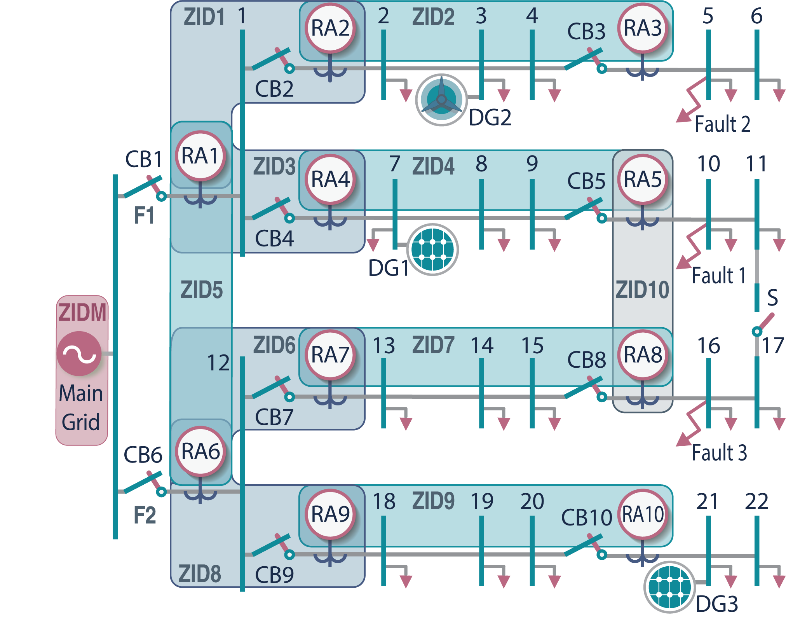 ZID1 1 RA2 2 ZID2 3 4 CB3 RA3 5 6
CB2
DG2
Fault 2
CB1 RA1
F1
ZID3 RA4 7 ZID4 8 9 CB5 RA5 10 11
CB4
DG1
Fault 1
ZID5
ZID10
S
ZIDM
Main
Grid
12 ZID6 RA7 13 ZID7 14 15 CB8 RA8 16 17
CB7
Fault 3
CB6 RA6
F2
RA9 18 ZID9 19 20 CB10 RA10 21 22
ZID8 CB9
DG3